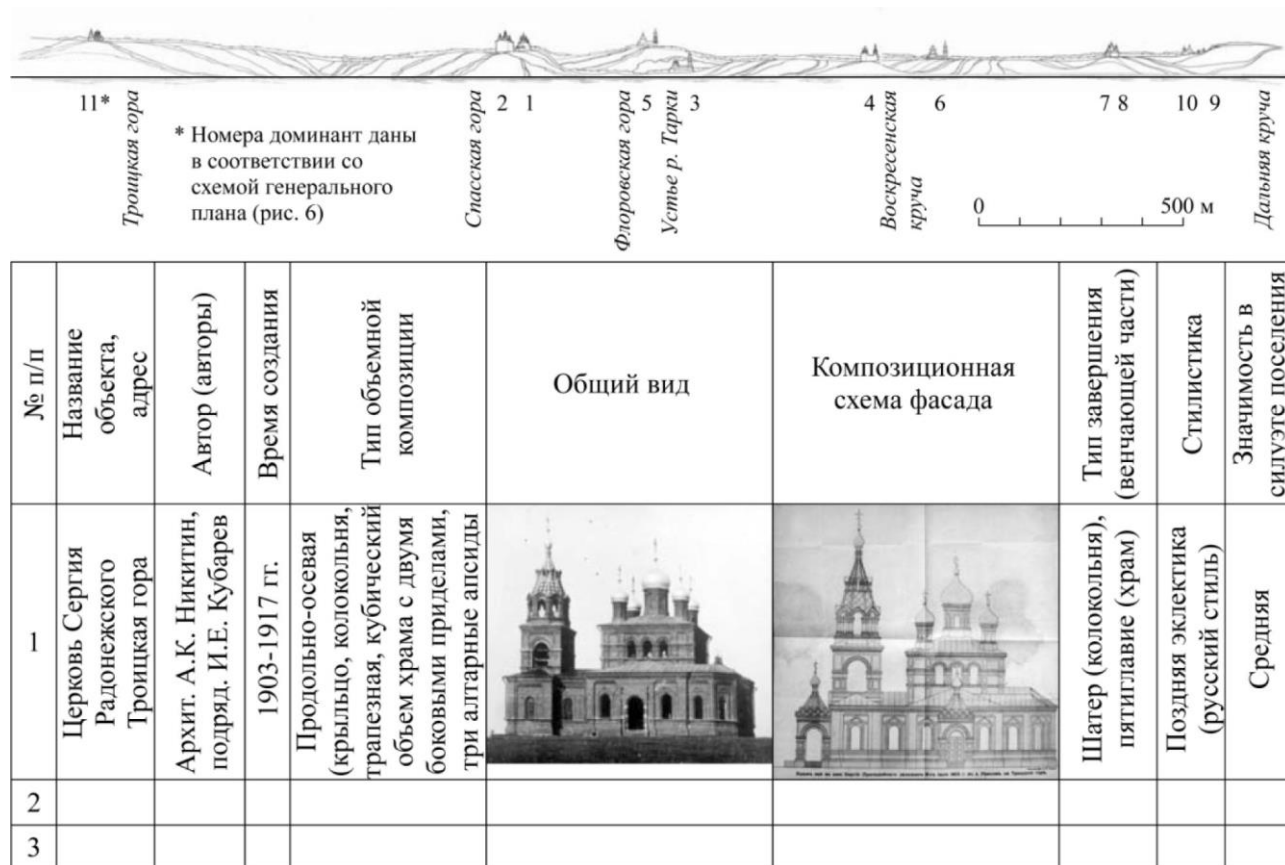 11*
2
1
5
3
4
6
7
8
10
9
Троицкая гора
* Номера доминант даны
в соответствии со
схемой генерального
плана (рис. 6)
Спасская гора
Флоровская гора
Устье р. Тарки
Воскресенская
круча
0
500 м
Дальняя круча
№ п/п
Название
объекта,
адрес
Автор (авторы)
Время создания
Тип объемной
композиции
Общий вид
Композиционная
схема фасада
Тип завершения
(венчающей части)
Стилистика
Значимость в
силуэте поселения
1
Церковь Сергия
Радонежского
Троицкая гора
Архит. А.К. Никитин,
подряд. И.Е. Кубарев
1903-1917 гг.
Продольно-осевая
(крыльцо, колокольня,
трапезная, кубический
объем храма с двумя
боковыми приделами,
три алтарные апсиды
Шатер (колокольня),
пятиглавие (храм)
Поздняя эклектика
(русский стиль)
Средняя
2
3